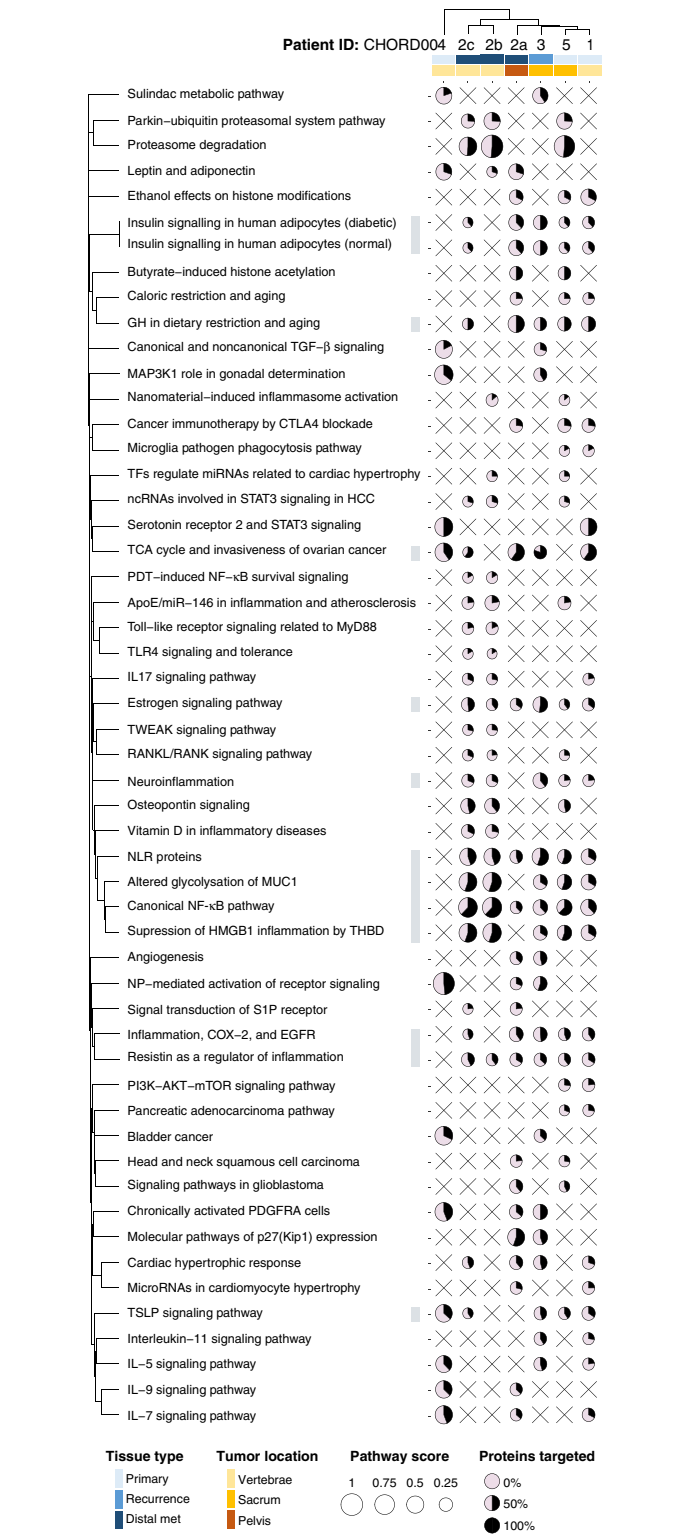 Patient ID: CHORD004 2c 2b 2a 3 5 1
Sulindac metabolic pathway
Parkin−ubiquitin proteasomal system pathway
Proteasome degradation
Leptin and adiponectin
Ethanol effects on histone modifications
Insulin signalling in human adipocytes (diabetic)
Insulin signalling in human adipocytes (normal)
Butyrate−induced histone acetylation
Caloric restriction and aging
GH in dietary restriction and aging
Canonical and noncanonical TGF−β signaling
MAP3K1 role in gonadal determination
Nanomaterial−induced inflammasome activation
Cancer immunotherapy by CTLA4 blockade
Microglia pathogen phagocytosis pathway
TFs regulate miRNAs related to cardiac hypertrophy
ncRNAs involved in STAT3 signaling in HCC
Serotonin receptor 2 and STAT3 signaling
TCA cycle and invasiveness of ovarian cancer
PDT−induced NF−κB survival signaling
ApoE/miR−146 in inflammation and atherosclerosis
Toll−like receptor signaling related to MyD88
TLR4 signaling and tolerance
IL17 signaling pathway
Estrogen signaling pathway
TWEAK signaling pathway
RANKL/RANK signaling pathway
Neuroinflammation
Osteopontin signaling
Vitamin D in inflammatory diseases
NLR proteins
Altered glycolysation of MUC1
Canonical NF−κB pathway
Supression of HMGB1 inflammation by THBD
Angiogenesis
NP−mediated activation of receptor signaling
Signal transduction of S1P receptor
Inflammation, COX−2, and EGFR
Resistin as a regulator of inflammation
PI3K−AKT−mTOR signaling pathway
Pancreatic adenocarcinoma pathway
Bladder cancer
Head and neck squamous cell carcinoma
Signaling pathways in glioblastoma
Chronically activated PDGFRA cells
Molecular pathways of p27(Kip1) expression
Cardiac hypertrophic response
MicroRNAs in cardiomyocyte hypertrophy
TSLP signaling pathway
Interleukin−11 signaling pathway
IL−5 signaling pathway
IL−9 signaling pathway
IL−7 signaling pathway
Tissue type
Primary
Recurrence
Distal met
Tumor location
Vertebrae
Sacrum
Pelvis
Pathway score
1 0.75 0.5 0.25
Proteins targeted
0%
50%
100%